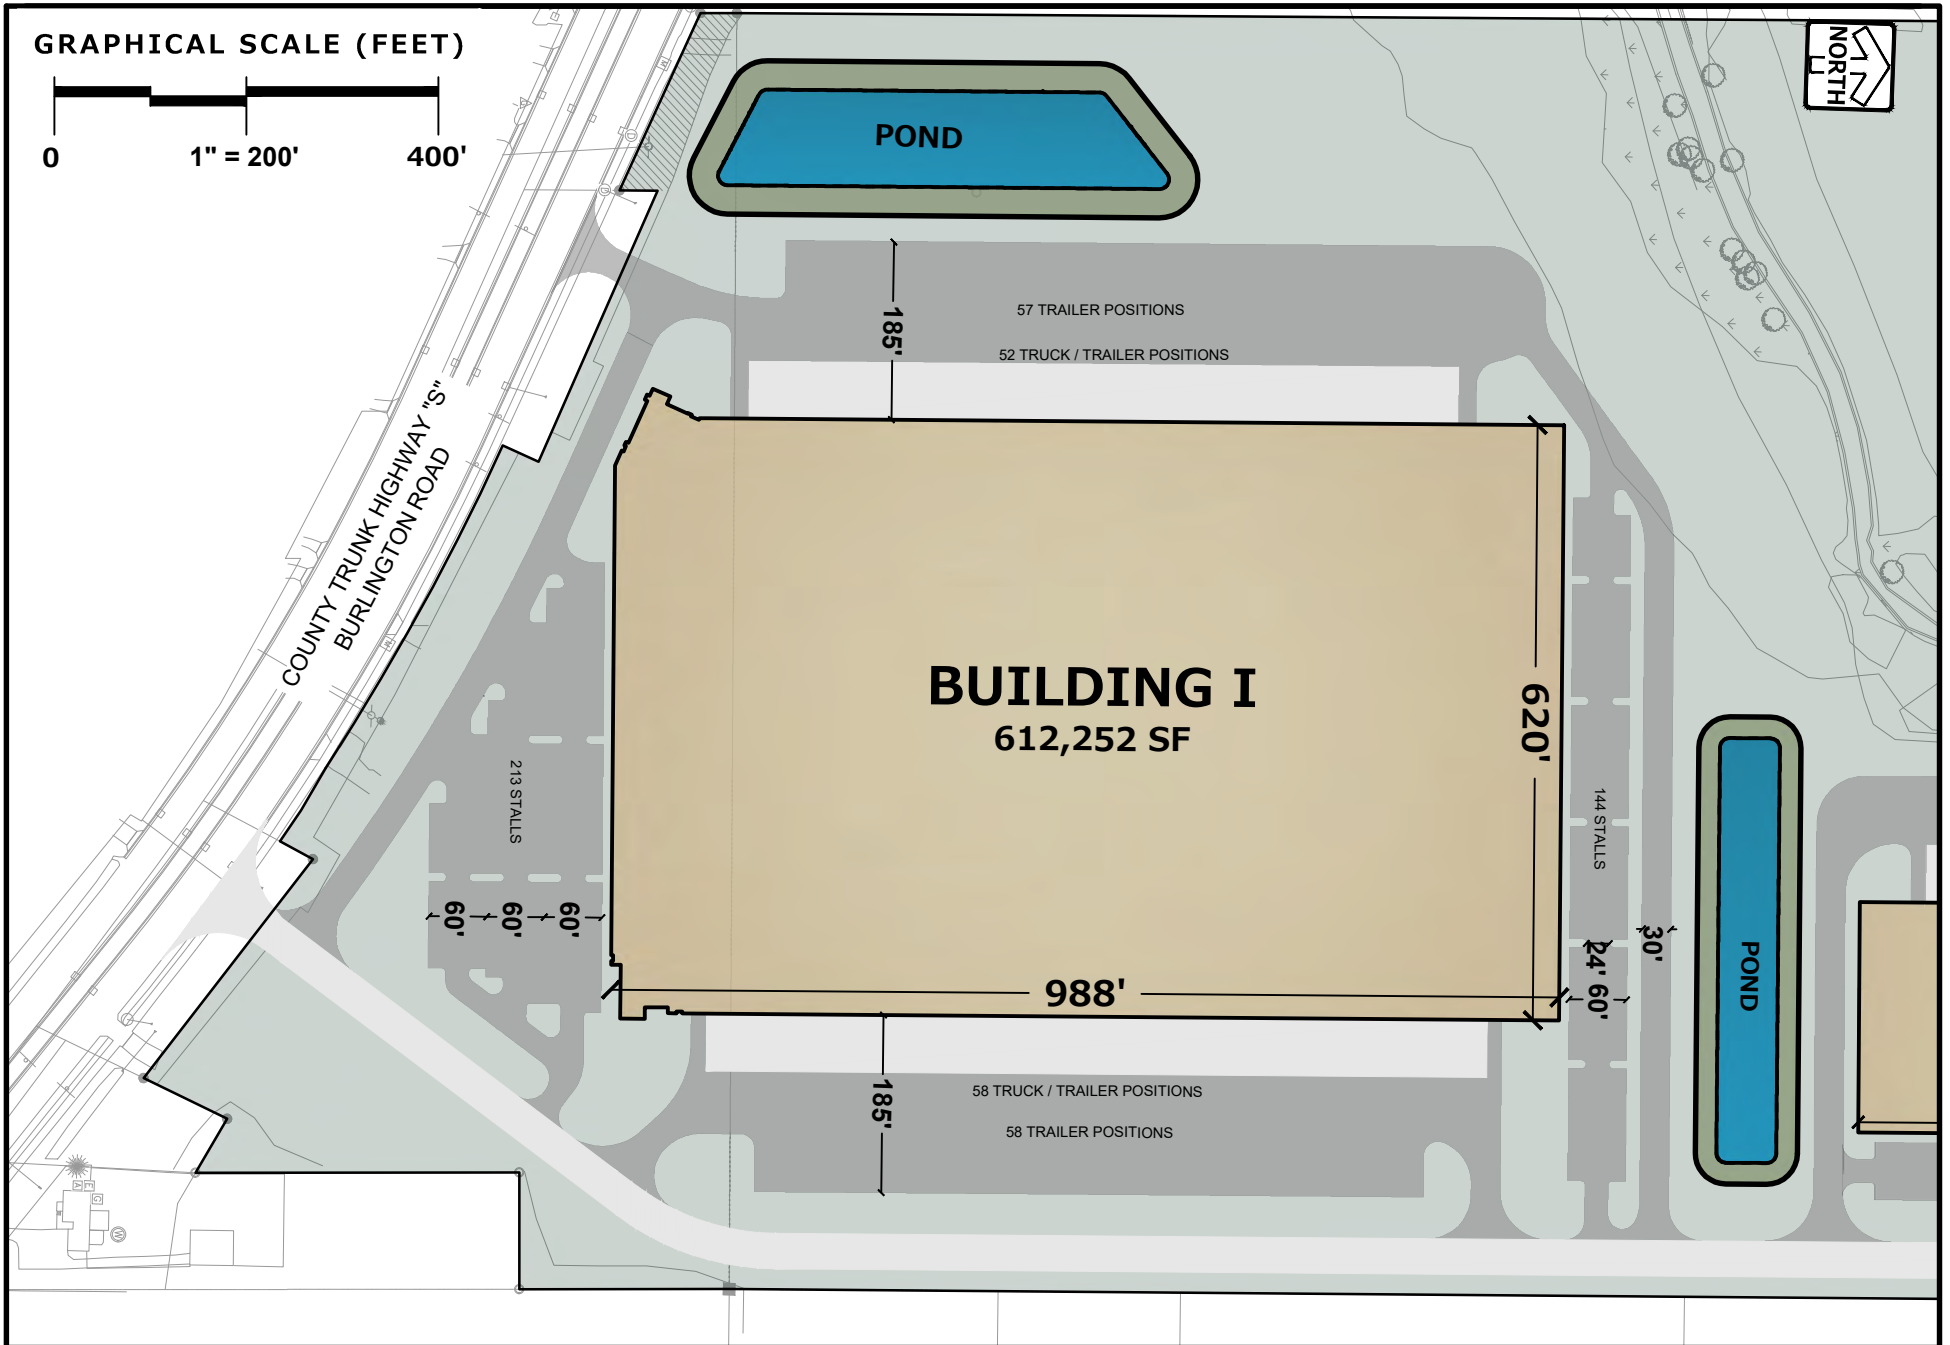 GRAPHICAL SCALE (FEET)
0
1" = 200'
400'
NORTH
POND
57 TRAILER POSITIONS
185'
52 TRUCK / TRAILER POSITIONS
COUNTY TRUNK HIGHWAY "S"
BURLINGTON ROAD
BUILDING I
612,252 SF
620'
213 STALLS
144 STALLS
60'
60'
60'
30'
24'
60'
POND
988'
185'
58 TRUCK / TRAILER POSITIONS
58 TRAILER POSITIONS